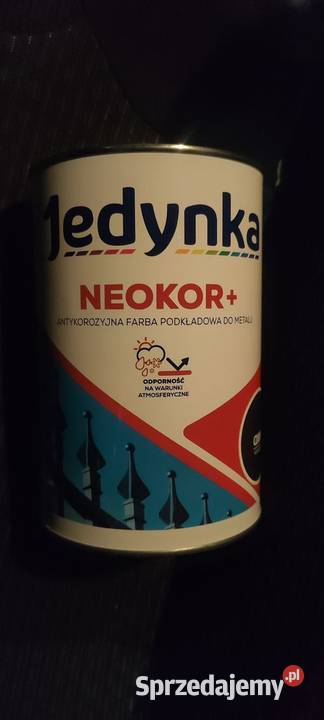 Jedynka
NEOKOR+
ANTYKOROZYJNA FARBA PODKŁADOWA DO METALU
ODPORNOŚĆ
NA WARUNKI
ATMOSFERYCZNE
Sprzedajemy.pl